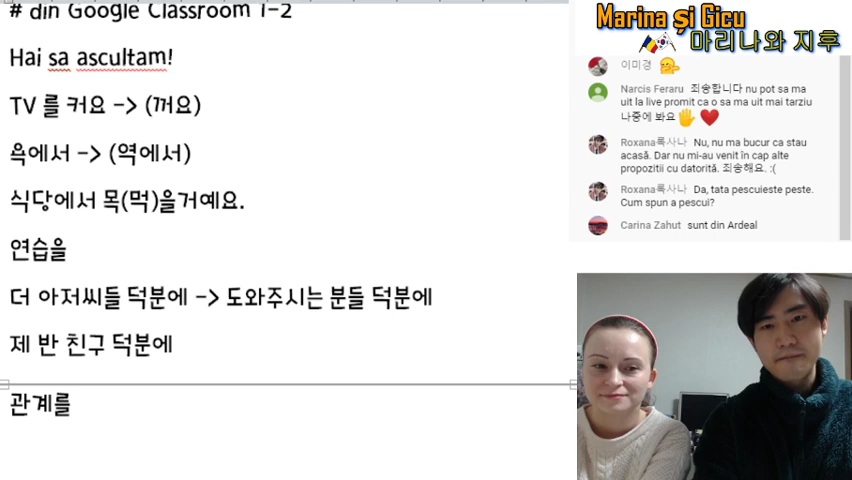 # din Google Classroom 1-2
Hai sa ascultam!
TV 를 커요 -> (꺼요)
욕에서 -> (역에서)
식당에서 목(먹)을거예요.
연습을
더 아저씨들 덕분에 -> 도와주시는 분들 덕분에
제 반 친구 덕분에
관계를
Marina și Gicu
마리나와 지후
이미경
Narcis Feraru 죄송합니다 nu pot sa ma
uit la live promit ca o sa ma uit mai tarziu
나중에 봐요
Roxana록사나 Nu, nu ma bucur ca stau
acasă. Dar nu mi-au venit în cap alte
propozitii cu datorită. 죄송해요. :(
Roxana록사나 Da, tata pescuieste peste.
Cum spun a pescui?
Carina Zahut sunt din Ardeal